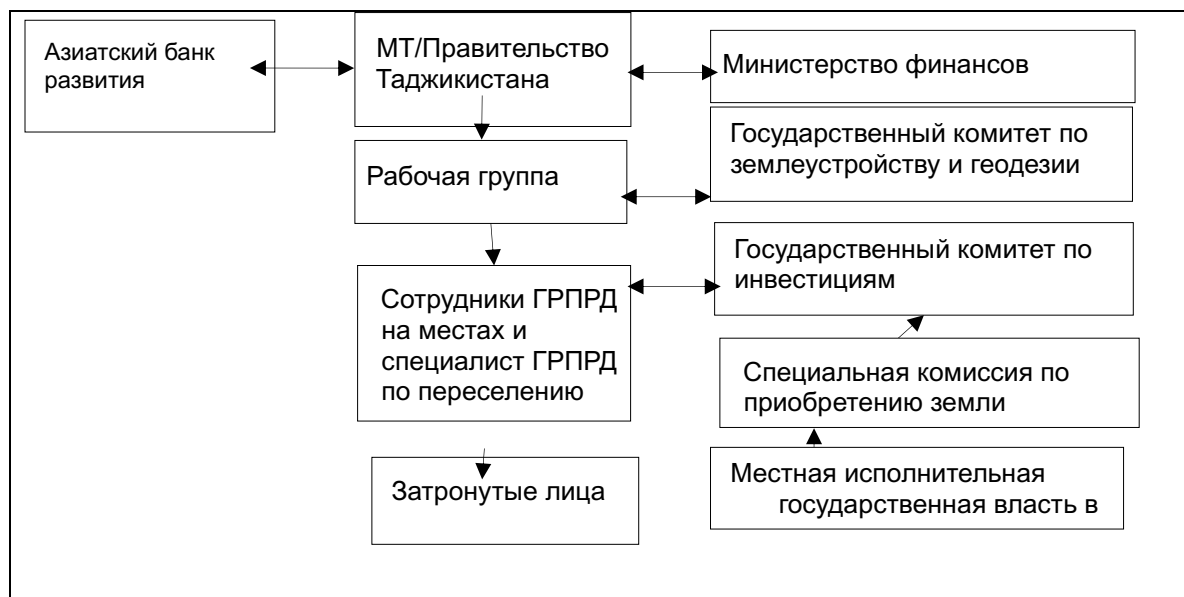 Азиатский банк
развития
МТ/Правительство
Таджикистана
Министерство финансов
Рабочая группа
Государственный комитет по
землеустройству и геодезии
Сотрудники ГРПРД
на местах и
специалист ГРПРД
по переселению
Государственный комитет по
инвестициям
Специальная комиссия по
приобретению земли
Затронутые лица
Местная исполнительная
государственная власть в